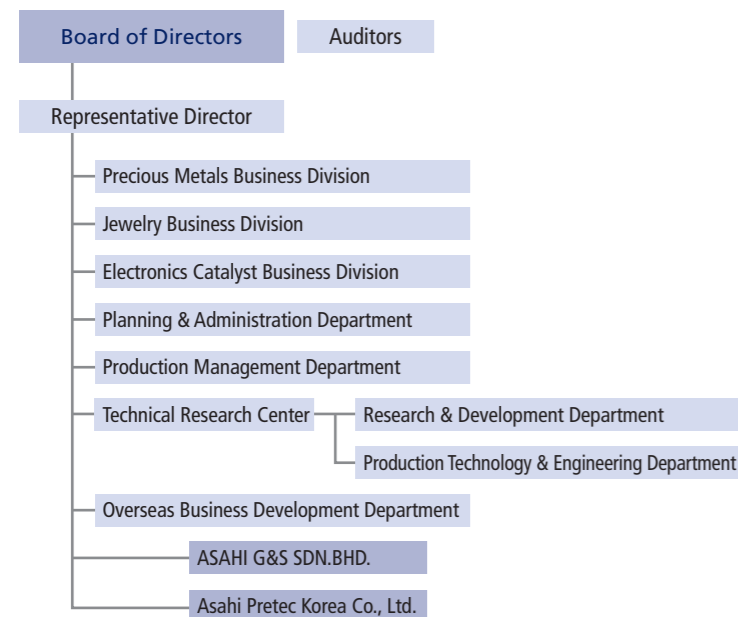 Board of Directors
Auditors
Representative Director
Precious Metals Business Division
Jewelry Business Division
Electronics Catalyst Business Division
Planning & Administration Department
Production Management Department
Technical Research Center
Research & Development Department
Production Technology & Engineering Department
Overseas Business Development Department
ASAHI G&S SDN.BHD.
Asahi Pretec Korea Co., Ltd.